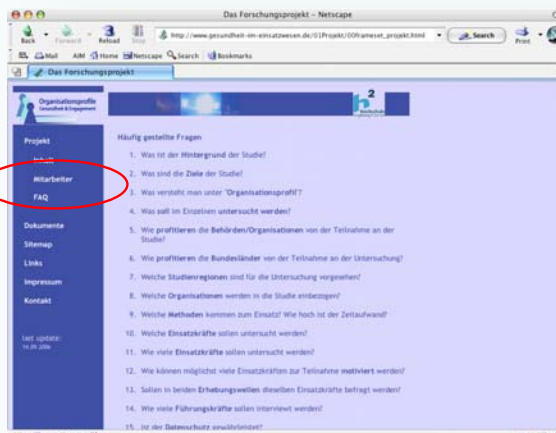 Das Forschungsprojekt - Netscape
Back
Forward
Reload
Stop
http://www.gesundheit-im-einsatzwesen.de/01Projekt/00frameset_projekt.html
Search
Print
Mail AIM Home Netscape Search Bookmarks
Das Forschungsprojekt
Organisationsprofile
Gesundheit & Engagement
h2
Projekt
Inhalt
Mitarbeiter
FAQ
Dokumente
Sitemap
Links
Impressum
Kontakt
last update:
Häufig gestellte Fragen
1. Was ist der Hintergrund der Studie?
2. Was sind die Ziele der Studie?
3. Was versteht man unter "Organisationsprofil"?
4. Was soll im Einzelnen untersucht werden?
5. Wie profitieren die Behörden/Organisationen von der Teilnahme an der
Studie?
6. Wie profitieren die Bundesländer von der Teilnahme an der Untersuchung?
7. Welche Studienregionen sind für die Untersuchung vorgesehen?
8. Welche Organisationen werden in die Studie einbezogen?
9. Welche Methoden kommen zum Einsatz? Wie hoch ist der Zeitaufwand?
10. Welche Einsatzkräfte sollen untersucht werden?
11. Wie viele Einsatzkräfte sollen untersucht werden?
12. Wie können möglichst viele Einsatzkräften zur Teilnahme motiviert werden?
13. Sollen in beiden Erhebungswellen dieselben Einsatzkräfte befragt werden?
14. Wie viele Führungskräfte sollen interviewt werden?
15. Ist der Datenschutz gewährleistet?